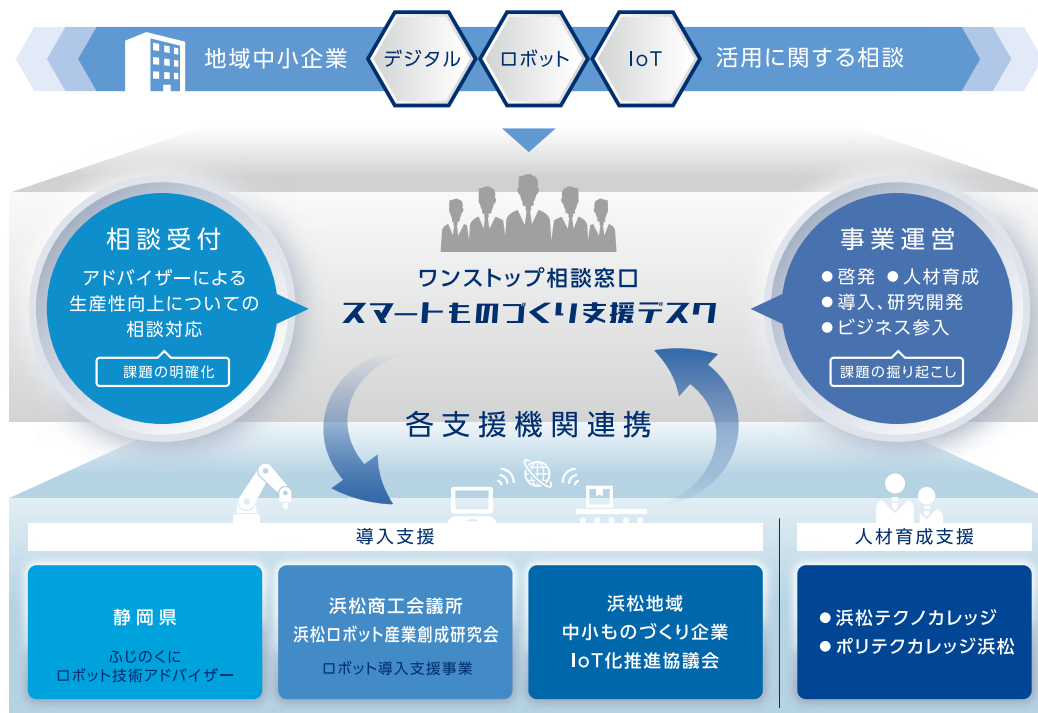 地域中小企業
デジタル
ロボット
IoT
活用に関する相談
相談受付
アドバイザーによる
生産性向上についての
相談対応
課題の明確化
ワンストップ相談窓口
スマートものづくり支援デスク
事業運営
●啓発 ●人材育成
●導入、研究開発
●ビジネス参入
課題の掘り起こし
各支援機関連携
導入支援
人材育成支援
静岡県
ふじのくに
ロボット技術アドバイザー
浜松商工会議所
浜松ロボット産業創成研究会
ロボット導入支援事業
浜松地域
中小ものづくり企業
IoT化推進協議会
●浜松テクノカレッジ
●ポリテクカレッジ浜松